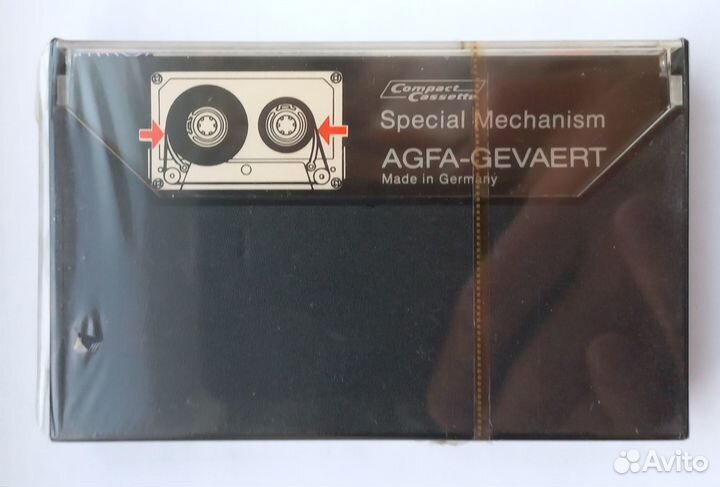 Compact
Cassette
Special Mechanism
AGFA-GEVAERT
Made in Germany
Avito